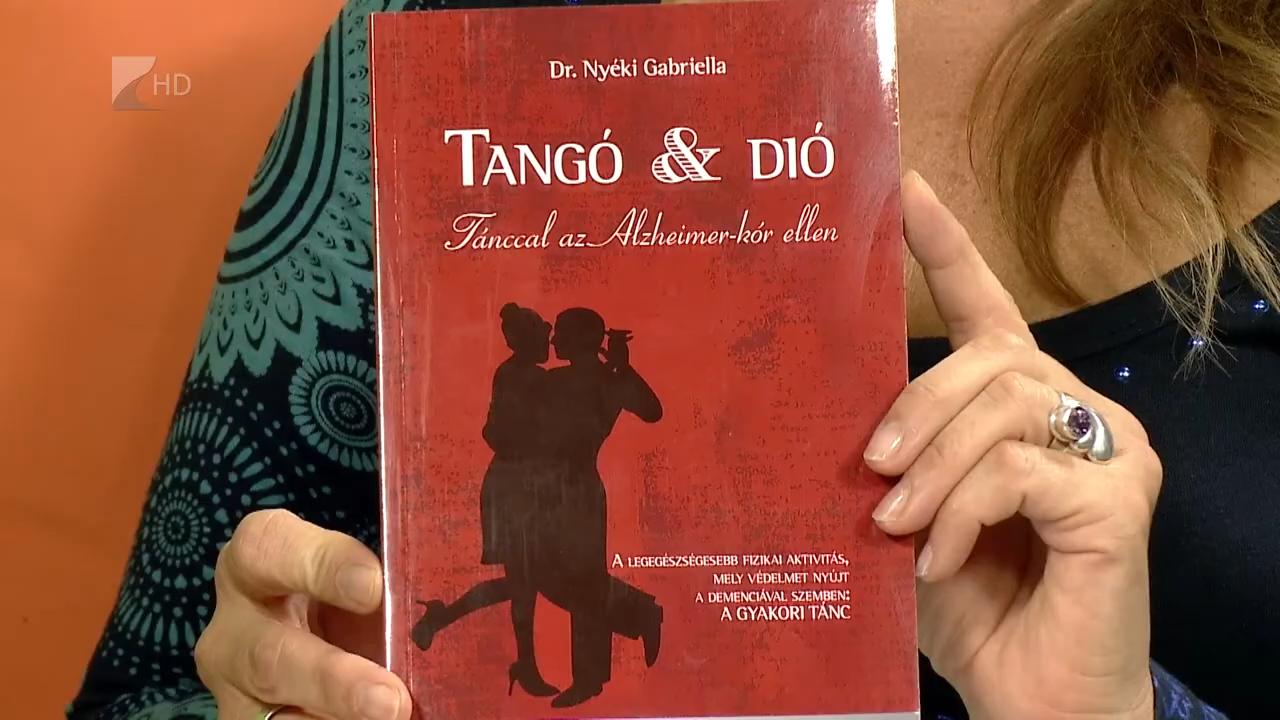 HD
Dr. Nyéki Gabriella
TANGÓ & DIÓ
Tánccal az Alzheimer-kór ellen
A LEGEGÉSZSÉGESEBB FIZIKAI AKTIVITÁS,
MELY VÉDELMET NYÚJT
A DEMENCIÁVAL SZEMBEN:
A GYAKORI TÁNC